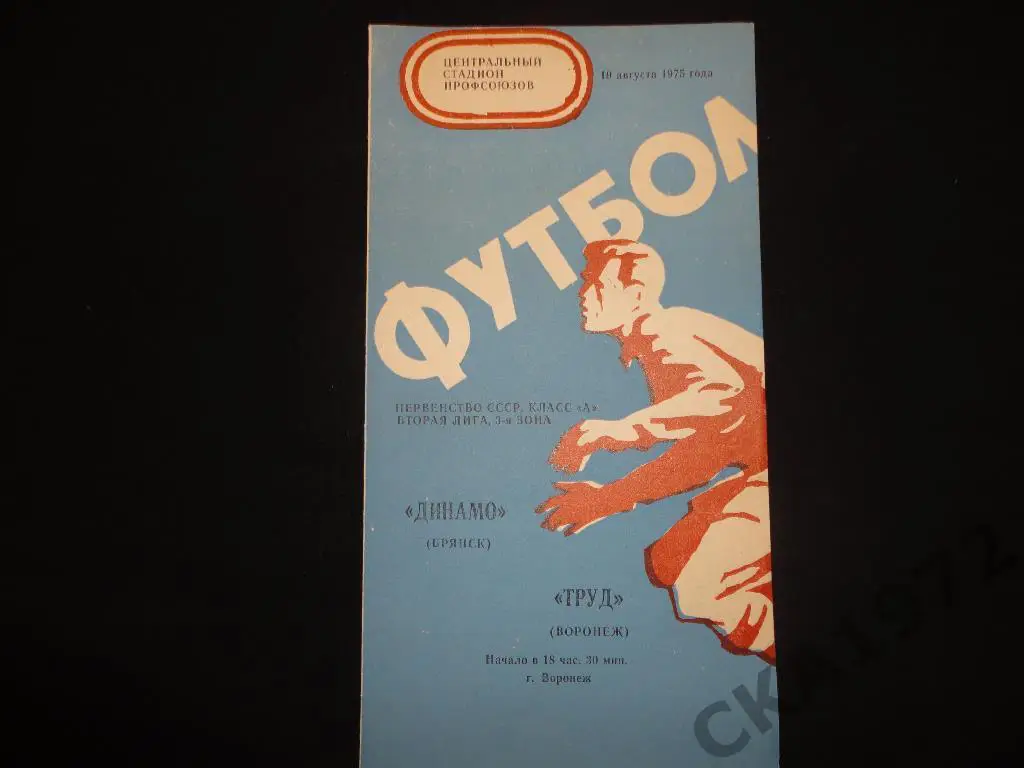 ЦЕНТРАЛЬНЫЙ
СТАДИОН
ПРОФСОЮЗОВ
августа 1975 года
ФУТБОЛ
ПЕРВЕНСТВО СССР, КЛАСС «А»
ВТОРАЯ ЛИГА, 3-я ЗОНА
«ДИНАМО»
(БРЯНСК)
«ТРУД»
(ВОРОНЕЖ)
Начало в 18 час. 30 мин.
г. Воронеж
СКА1972